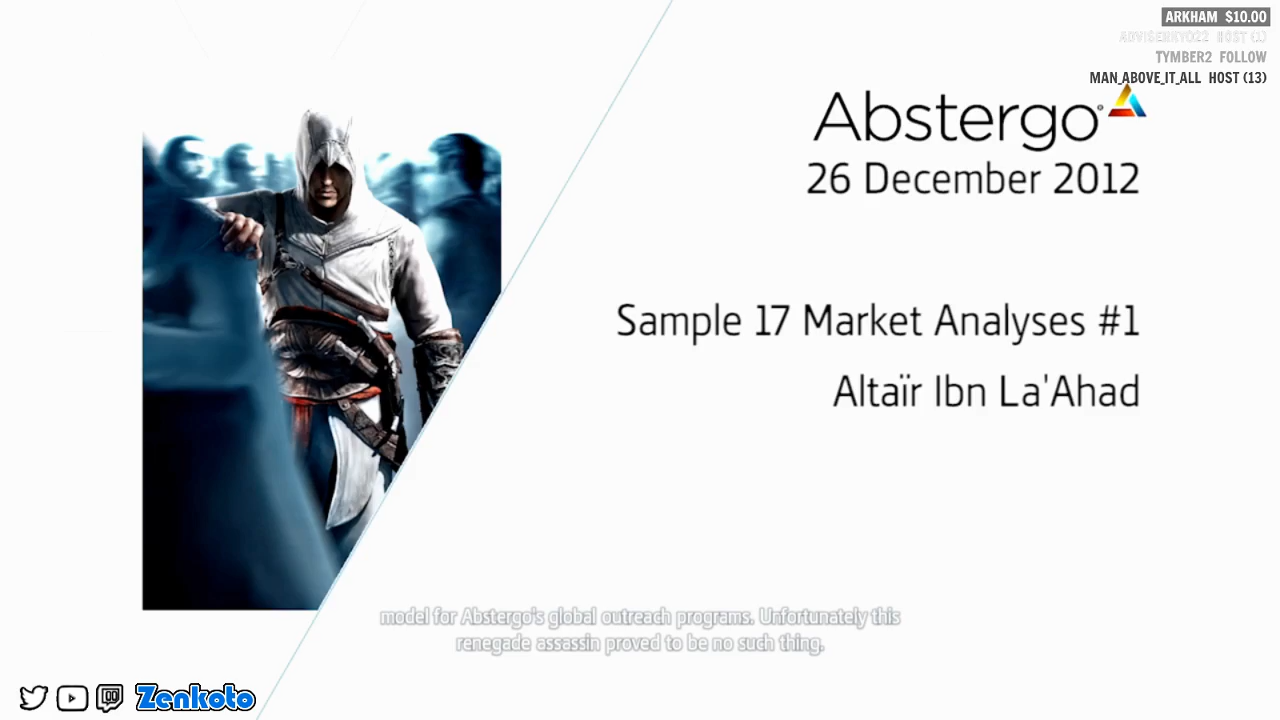 ARKHAM $10.00
TYMBER2 FOLLOW
MAN_ABOVE_IT_ALL HOST (13)
Abstergo
26 December 2012
Sample 17 Market Analyses #1
Altaïr Ibn La'Ahad
model for Abstergo's global outreach programs. Unfortunately this
renegade assassin proved to be no such thing.
Zenkoto